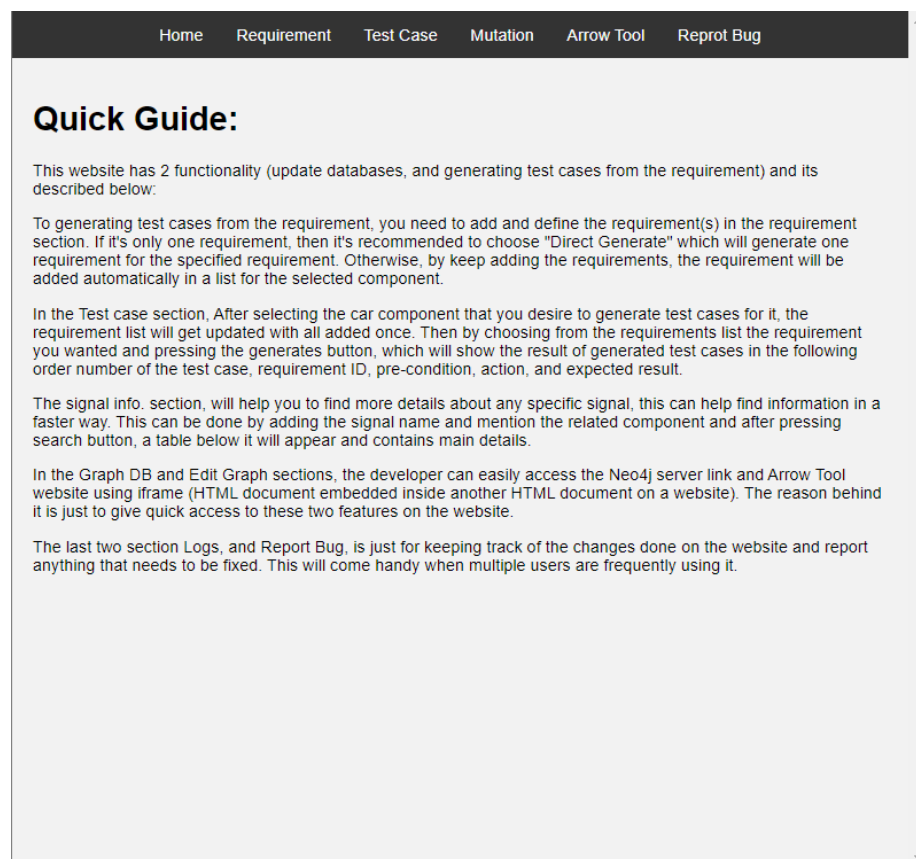 Home Requirement Test Case Mutation Arrow Tool Reprot Bug
Quick Guide:
This website has 2 functionality (update databases, and generating test cases from the requirement) and its
described below:
To generating test cases from the requirement, you need to add and define the requirement(s) in the requirement
section. If it's only one requirement, then it's recommended to choose "Direct Generate" which will generate one
requirement for the specified requirement. Otherwise, by keep adding the requirements, the requirement will be
added automatically in a list for the selected component.
In the Test case section, After selecting the car component that you desire to generate test cases for it, the
requirement list will get updated with all added once. Then by choosing from the requirements list the requirement
you wanted and pressing the generates button, which will show the result of generated test cases in the following
order number of the test case, requirement ID, pre-condition, action, and expected result.
The signal info. section, will help you to find more details about any specific signal, this can help find information in a
faster way. This can be done by adding the signal name and mention the related component and after pressing
search button, a table below it will appear and contains main details.
In the Graph DB and Edit Graph sections, the developer can easily access the Neo4j server link and Arrow Tool
website using iframe (HTML document embedded inside another HTML document on a website). The reason behind
it is just to give quick access to these two features on the website.
The last two section Logs, and Report Bug, is just for keeping track of the changes done on the website and report
anything that needs to be fixed. This will come handy when multiple users are frequently using it.